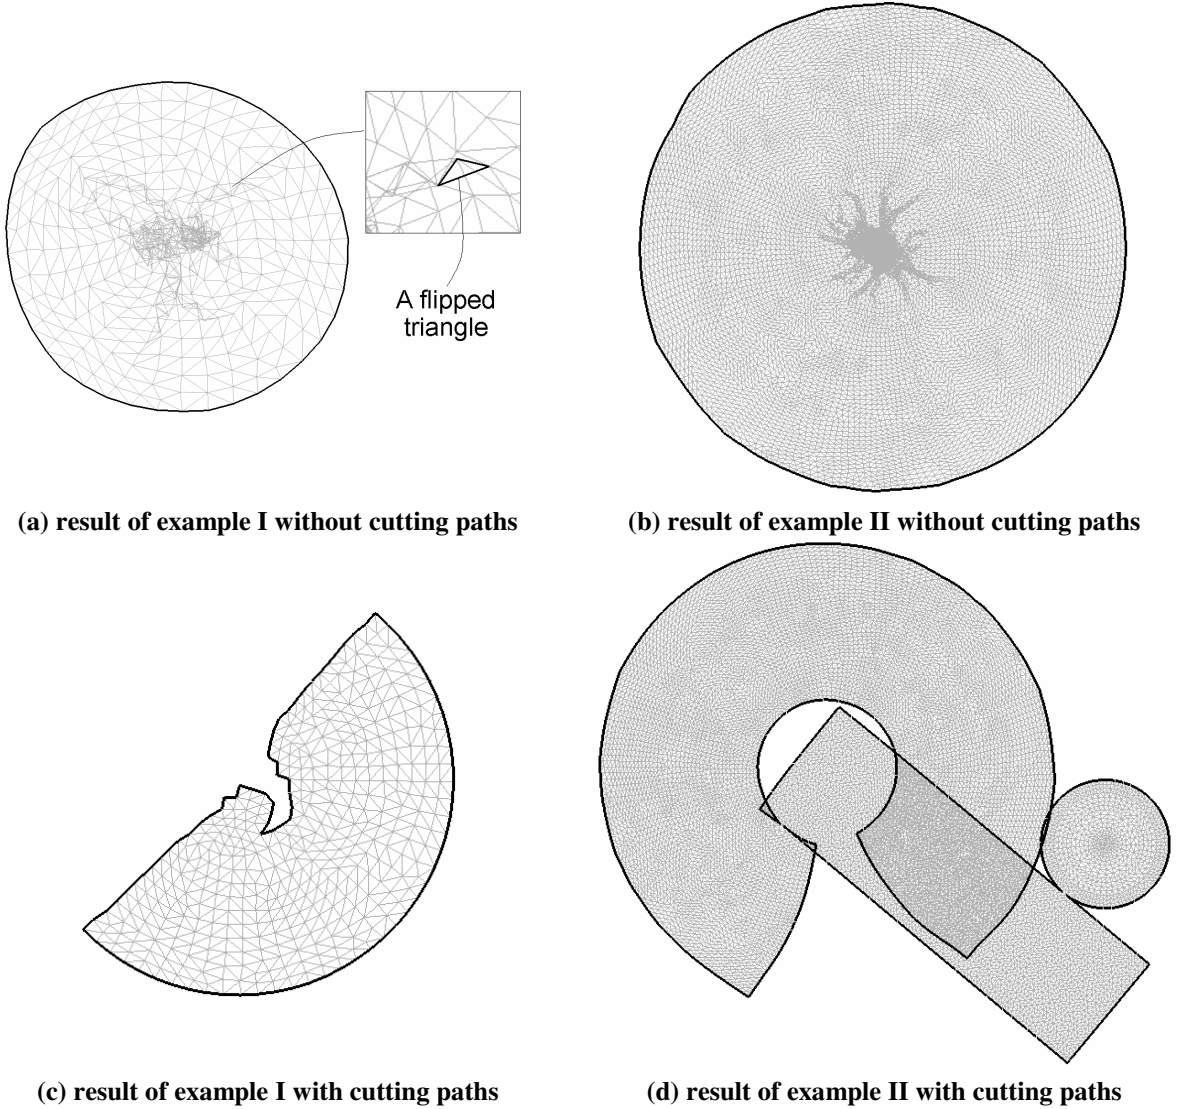 A flipped
triangle
(a) result of example I without cutting paths
(b) result of example II without cutting paths
(c) result of example I with cutting paths
(d) result of example II with cutting paths